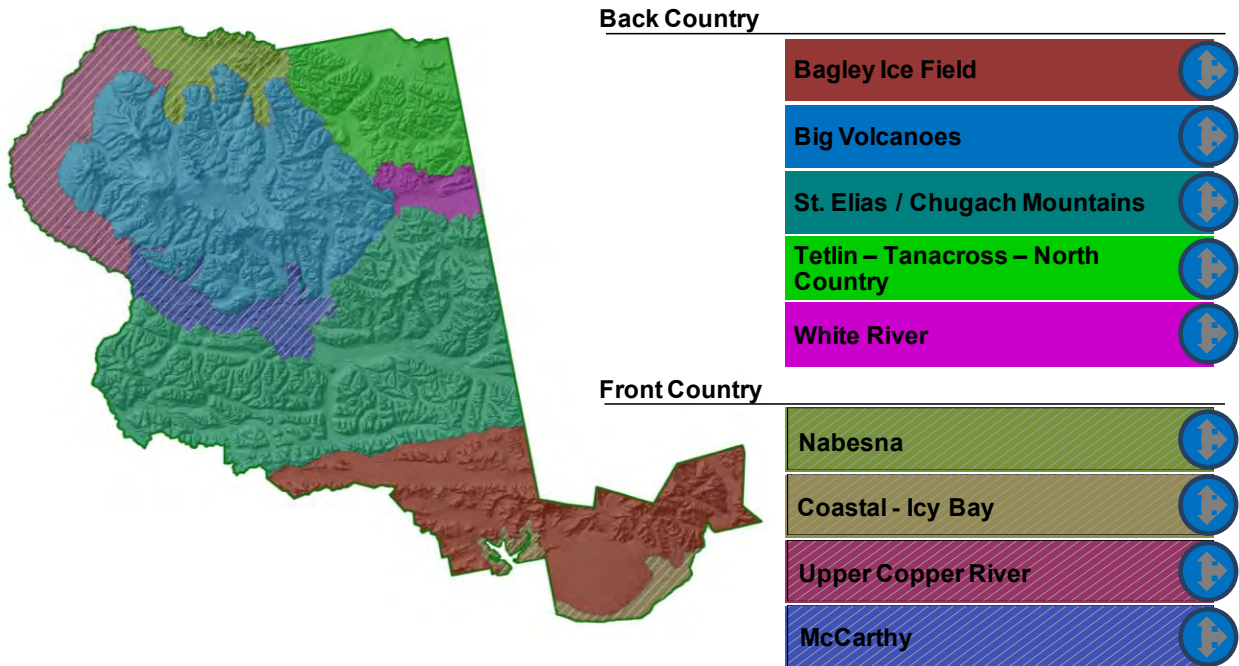 Back Country
Bagley Ice Field
Big Volcanoes
St. Elias / Chugach Mountains
Tetlin – Tanacross – North
Country
White River
Front Country
Nabesna
Coastal - Icy Bay
Upper Copper River
McCarthy